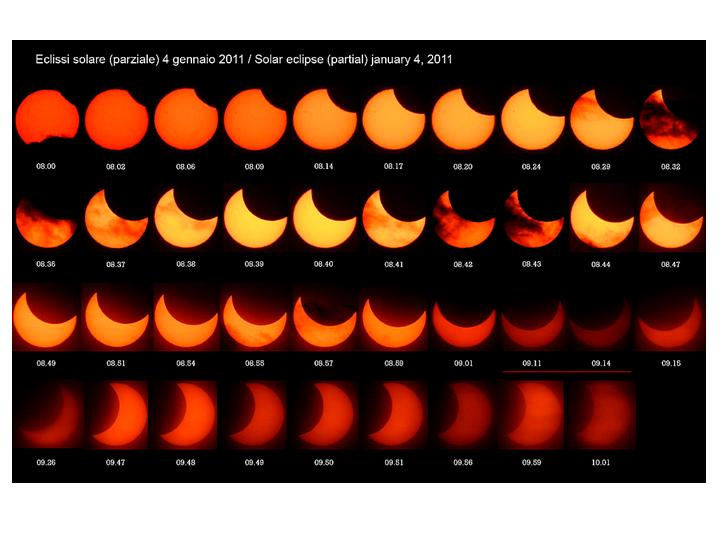 Eclissi solare (parziale) 4 gennaio 2011 / Solar eclipse (partial) january 4, 2011
08.00 08.02 08.06 08.09 08.14 08.17 08.20 08.24 08.29 08.32
08.36 08.37 08.38 08.39 08.40 08.41 08.42 08.43 08.44 08.47
08.49 08.51 08.54 08.55 08.57 08.59 09.01 09.11 09.14 09.15
09.26 09.47 09.48 09.49 09.50 09.51 09.56 09.59 10.01